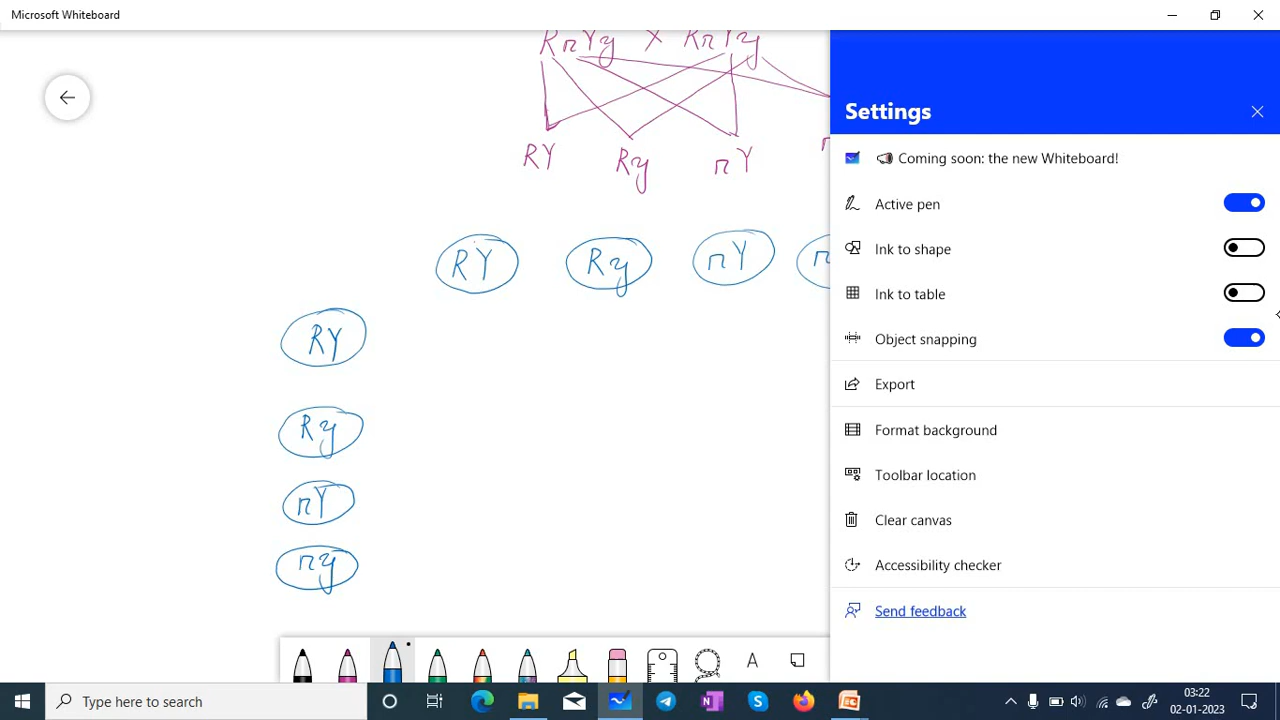 Microsoft Whiteboard
RrYy X RrYy
RY Ry rY
RY Ry rY
RY
Ry
rY
ry
Settings
Coming soon: the new Whiteboard!
Active pen
Ink to shape
Ink to table
Object snapping
Export
Format background
Toolbar location
Clear canvas
Accessibility checker
Send feedback
A
Type here to search
03:22
02-01-2023